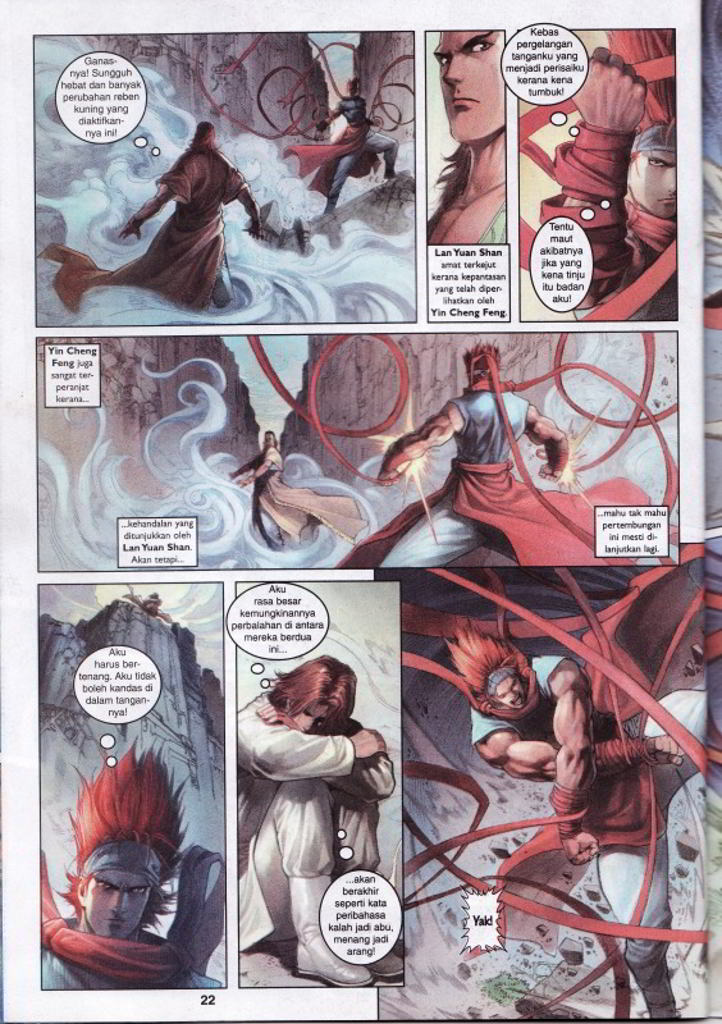 Ganas-
nya! Sungguh
hebat dan banyak
perubahan reben
kuning yang
diaktifkan-
nya ini!
Lan Yuan Shan
amat terkejut
kerana kepantasan
yang telah diper-
lihatkan oleh
Yin Cheng Feng.
Kebas
pergelangan
tanganku yang
menjadi perisaiku
kerana kena
tumbuk!
Tentu
maut
akibatnya
jika yang
kena tinju
itu badan
aku!
Yin Cheng
Feng juga
sangat ter-
peranjat
kerana...
...kehandalan yang
ditunjukkan oleh
Lan Yuan Shan.
Akan tetapi...
...mahu tak mahu
pertembungan
ini mesti di-
lanjutkan lagi.
Aku
harus ber-
tenang. Aku tidak
boleh kandas di
dalam tangan-
nya!
Aku
rasa besar
kemungkinannya
perbalahan di antara
mereka berdua
ini...
...akan
berakhir
seperti kata
peribahasa
kalah jadi abu,
menang jadi
arang!
Yak!
22